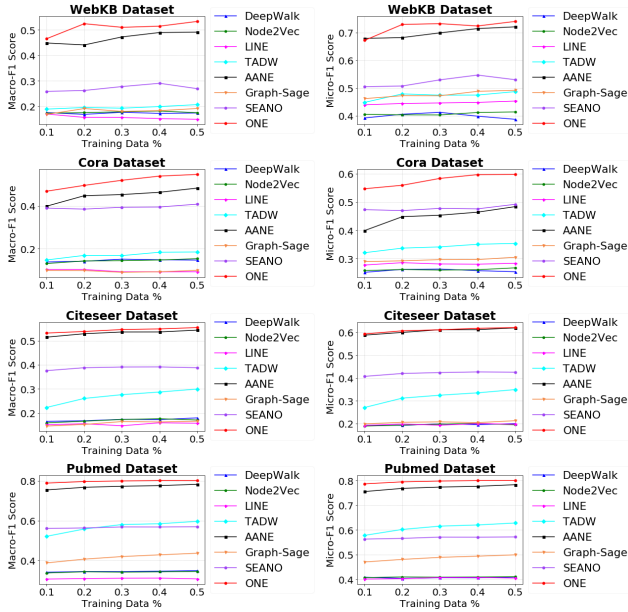 WebKB Dataset
Macro-F1 Score
0.5
0.4
0.3
0.2
0.1 0.2 0.3 0.4 0.5
Training Data %
DeepWalk
Node2Vec
LINE
TADW
AANE
Graph-Sage
SEANO
ONE
WebKB Dataset
Micro-F1 Score
0.7
0.6
0.5
0.4
0.1 0.2 0.3 0.4 0.5
Training Data %
DeepWalk
Node2Vec
LINE
TADW
AANE
Graph-Sage
SEANO
ONE
Cora Dataset
Macro-F1 Score
0.4
0.2
0.1 0.2 0.3 0.4 0.5
Training Data %
DeepWalk
Node2Vec
LINE
TADW
AANE
Graph-Sage
SEANO
ONE
Cora Dataset
Micro-F1 Score
0.6
0.5
0.4
0.3
0.1 0.2 0.3 0.4 0.5
Training Data %
DeepWalk
Node2Vec
LINE
TADW
AANE
Graph-Sage
SEANO
ONE
Citeseer Dataset
Macro-F1 Score
0.5
0.4
0.3
0.2
0.1 0.2 0.3 0.4 0.5
Training Data %
DeepWalk
Node2Vec
LINE
TADW
AANE
Graph-Sage
SEANO
ONE
Citeseer Dataset
Micro-F1 Score
0.6
0.5
0.4
0.3
0.2
0.1 0.2 0.3 0.4 0.5
Training Data %
DeepWalk
Node2Vec
LINE
TADW
AANE
Graph-Sage
SEANO
ONE
Pubmed Dataset
Macro-F1 Score
0.8
0.6
0.4
0.1 0.2 0.3 0.4 0.5
Training Data %
DeepWalk
Node2Vec
LINE
TADW
AANE
Graph-Sage
SEANO
ONE
Pubmed Dataset
Micro-F1 Score
0.8
0.7
0.6
0.5
0.4
0.1 0.2 0.3 0.4 0.5
Training Data %
DeepWalk
Node2Vec
LINE
TADW
AANE
Graph-Sage
SEANO
ONE